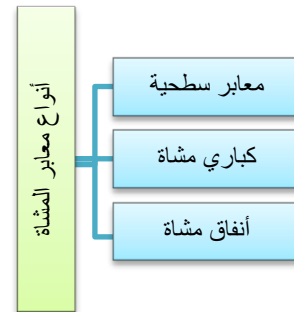 أنواع معابر المشاة
معابر سطحية
كباري مشاة
أنفاق مشاة